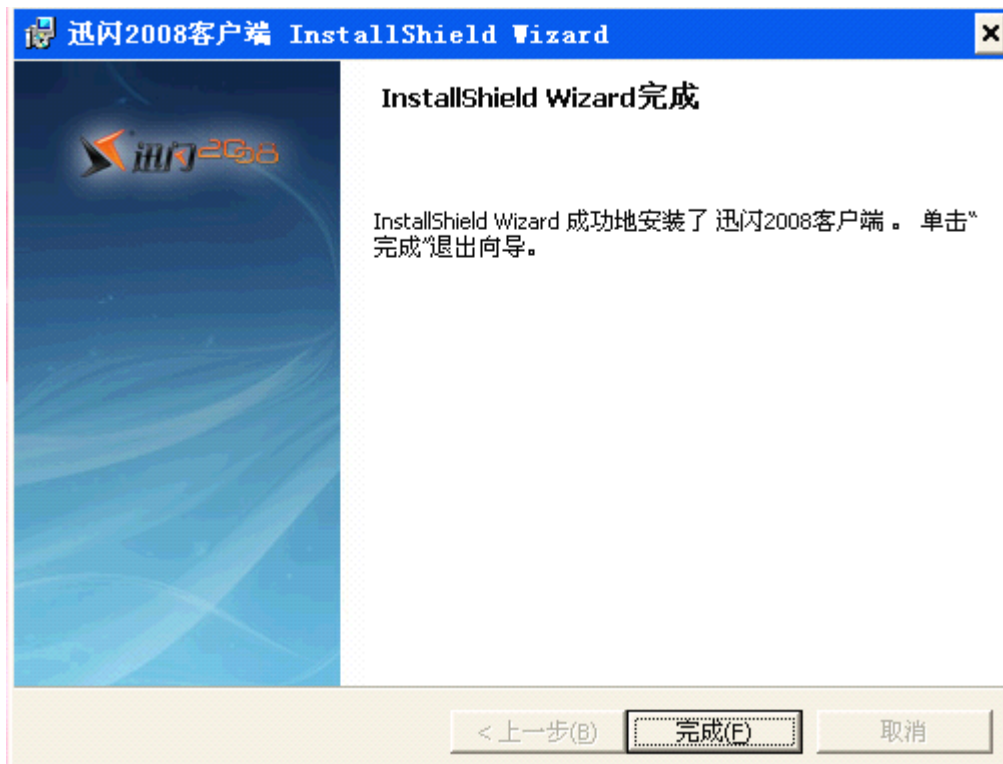 迅闪2008客户端 InstallShield Wizard
InstallShield Wizard完成
迅闪2008
InstallShield Wizard 成功地安装了 迅闪2008客户端 。 单击“
完成”退出向导。
< 上一步(B)
完成(F)
取消